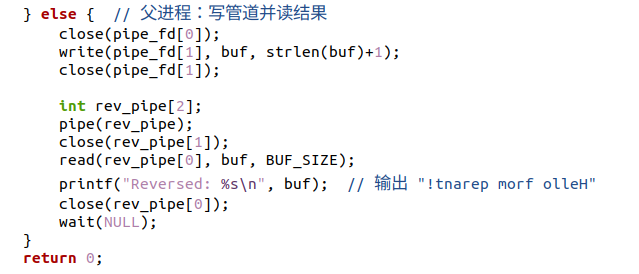 } else {  // 父进程：写管道并读结果
    close(pipe_fd[0]);
    write(pipe_fd[1], buf, strlen(buf)+1);
    close(pipe_fd[1]);

    int rev_pipe[2];
    pipe(rev_pipe);
    close(rev_pipe[1]);
    read(rev_pipe[0], buf, BUF_SIZE);
    printf("Reversed: %s\n", buf);  // 输出 "!tnarep morf olleH"
    close(rev_pipe[0]);
    wait(NULL);
}
return 0;